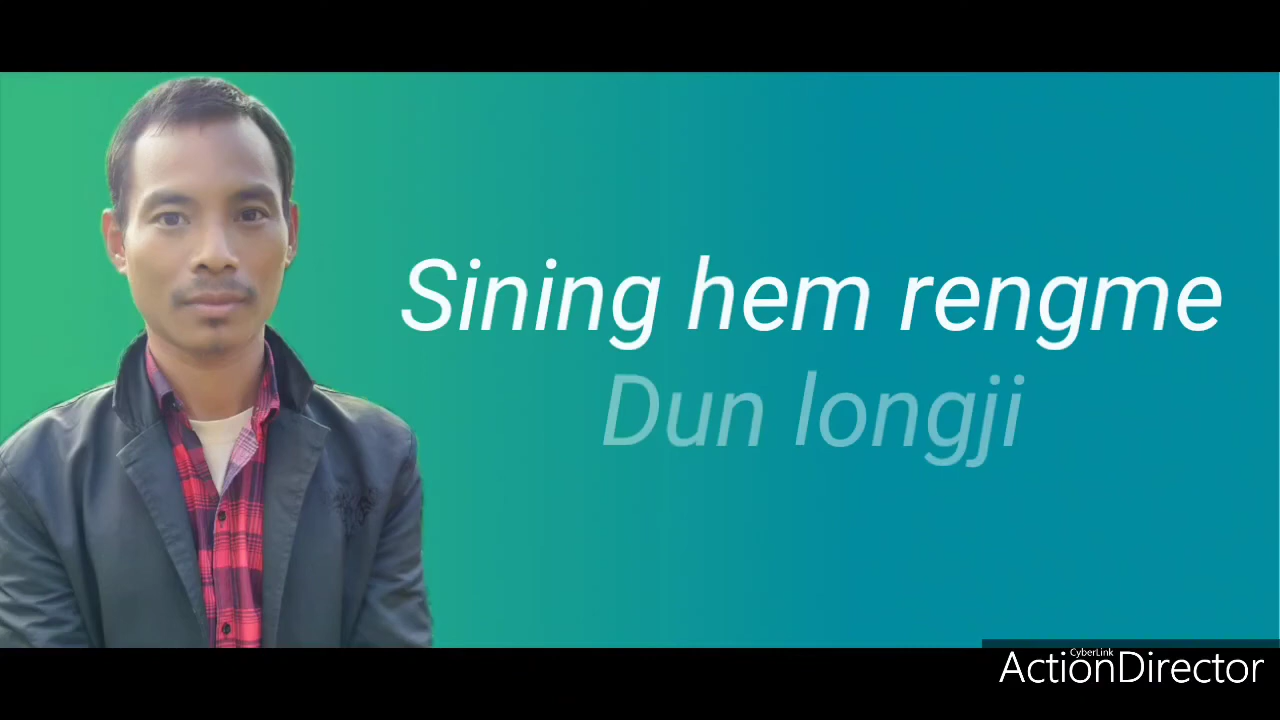 Sining hem rengme
Dun longji
CyberLink
ActionDirector